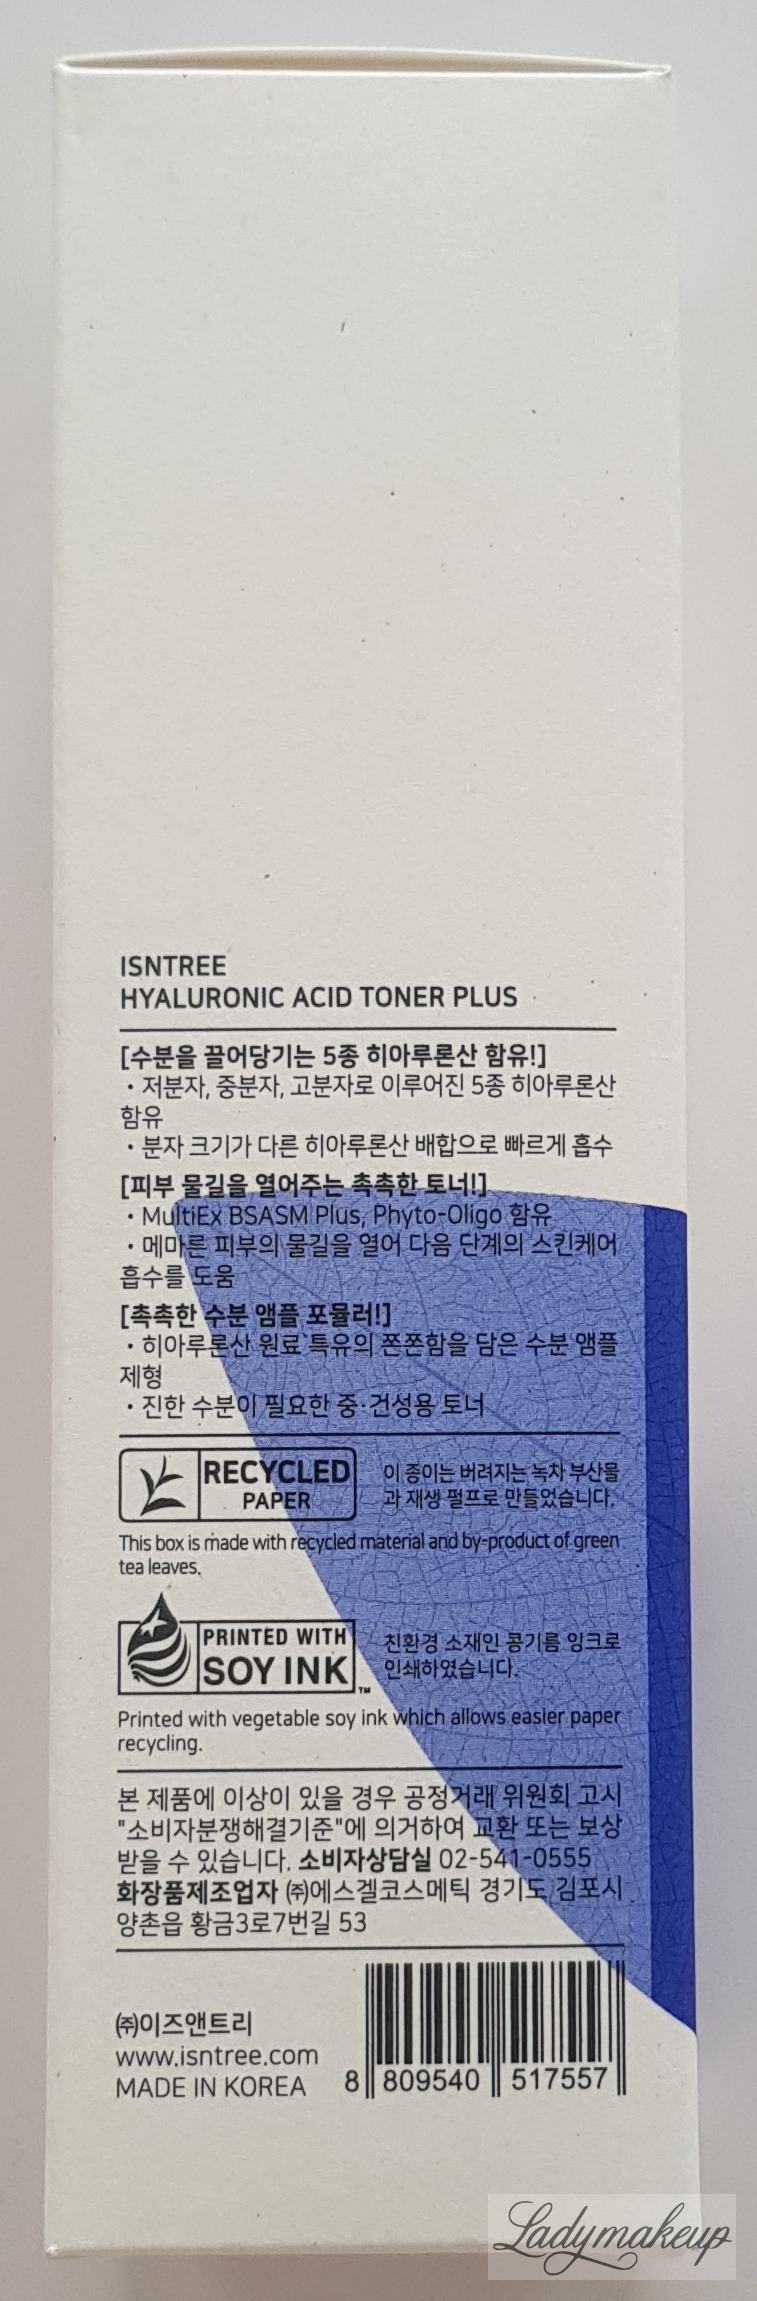 ISNTREE
HYALURONIC ACID TONER PLUS
[수분을 끌어당기는 5종 히아루론산 함유!]
・저분자, 중분자, 고분자로 이루어진 5종 히아루론산
함유
・분자 크기가 다른 히아루론산 배합으로 빠르게 흡수
[피부 물길을 열어주는 촉촉한 토너!]
・MultiEx BSASM Plus, Phyto-Oligo 함유
・메마른 피부의 물길을 열어 다음 단계의 스킨케어
흡수를 도움
[촉촉한 수분 앰플 포뮬러!]
・히아루론산 원료 특유의 쫀쫀함을 담은 수분 앰플
제형
・진한 수분이 필요한 중·건성용 토너
RECYCLED
PAPER
이 종이는 버려지는 녹차 부산물
과 재생 펄프로 만들었습니다.
This box is made with recycled material and by-product of green
tea leaves.
PRINTED WITH
SOY INK™
친환경 소재인 콩기름 잉크로
인쇄하였습니다.
Printed with vegetable soy ink which allows easier paper
recycling.
본 제품에 이상이 있을 경우 공정거래 위원회 고시
"소비자분쟁해결기준"에 의거하여 교환 또는 보상
받을 수 있습니다. 소비자상담실 02-541-0555
화장품제조업자 ㈜에스겔코스메틱 경기도 김포시
양촌읍 황금3로7번길 53
㈜이즈앤트리
www.isntree.com
MADE IN KOREA
8 809540 517557
Ladymakeup